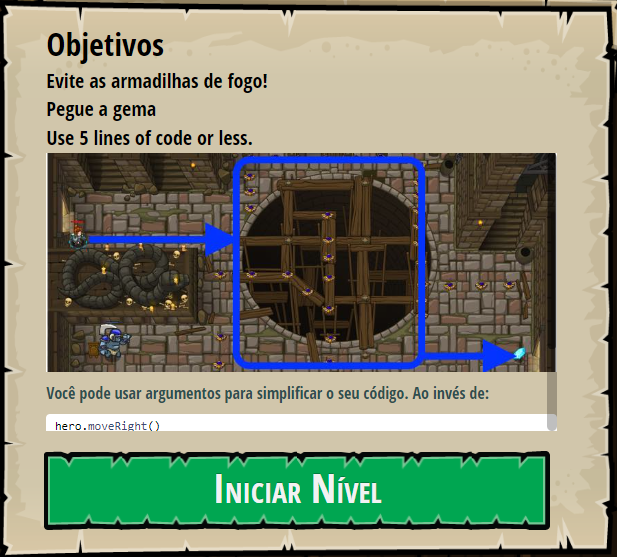 Objetivos
Evite as armadilhas de fogo!
Pegue a gema
Use 5 lines of code or less.
Você pode usar argumentos para simplificar o seu código. Ao invés de:
hero.moveRight()
Iniciar Nível